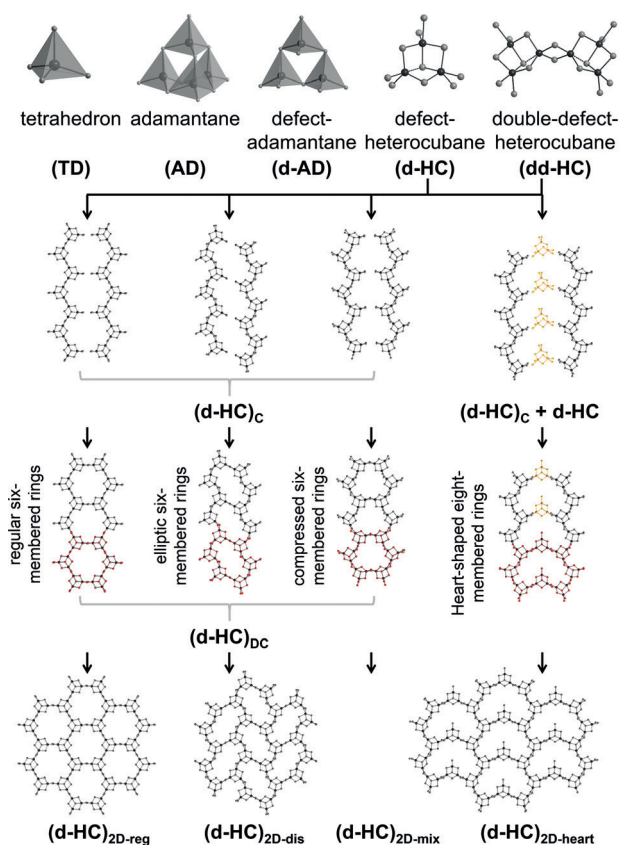 tetrahedron adamantane defect- defect- double-defect-
adamantane heterocubane heterocubane
(TD) (AD) (d-AD) (d-HC) (dd-HC)
(d-HC)C (d-HC)C + d-HC
regular six-
membered rings
elliptic six-
membered rings
compressed six-
membered rings
Heart-shaped eight-
membered rings
(d-HC)DC
(d-HC)2D-reg (d-HC)2D-dis (d-HC)2D-mix (d-HC)2D-heart